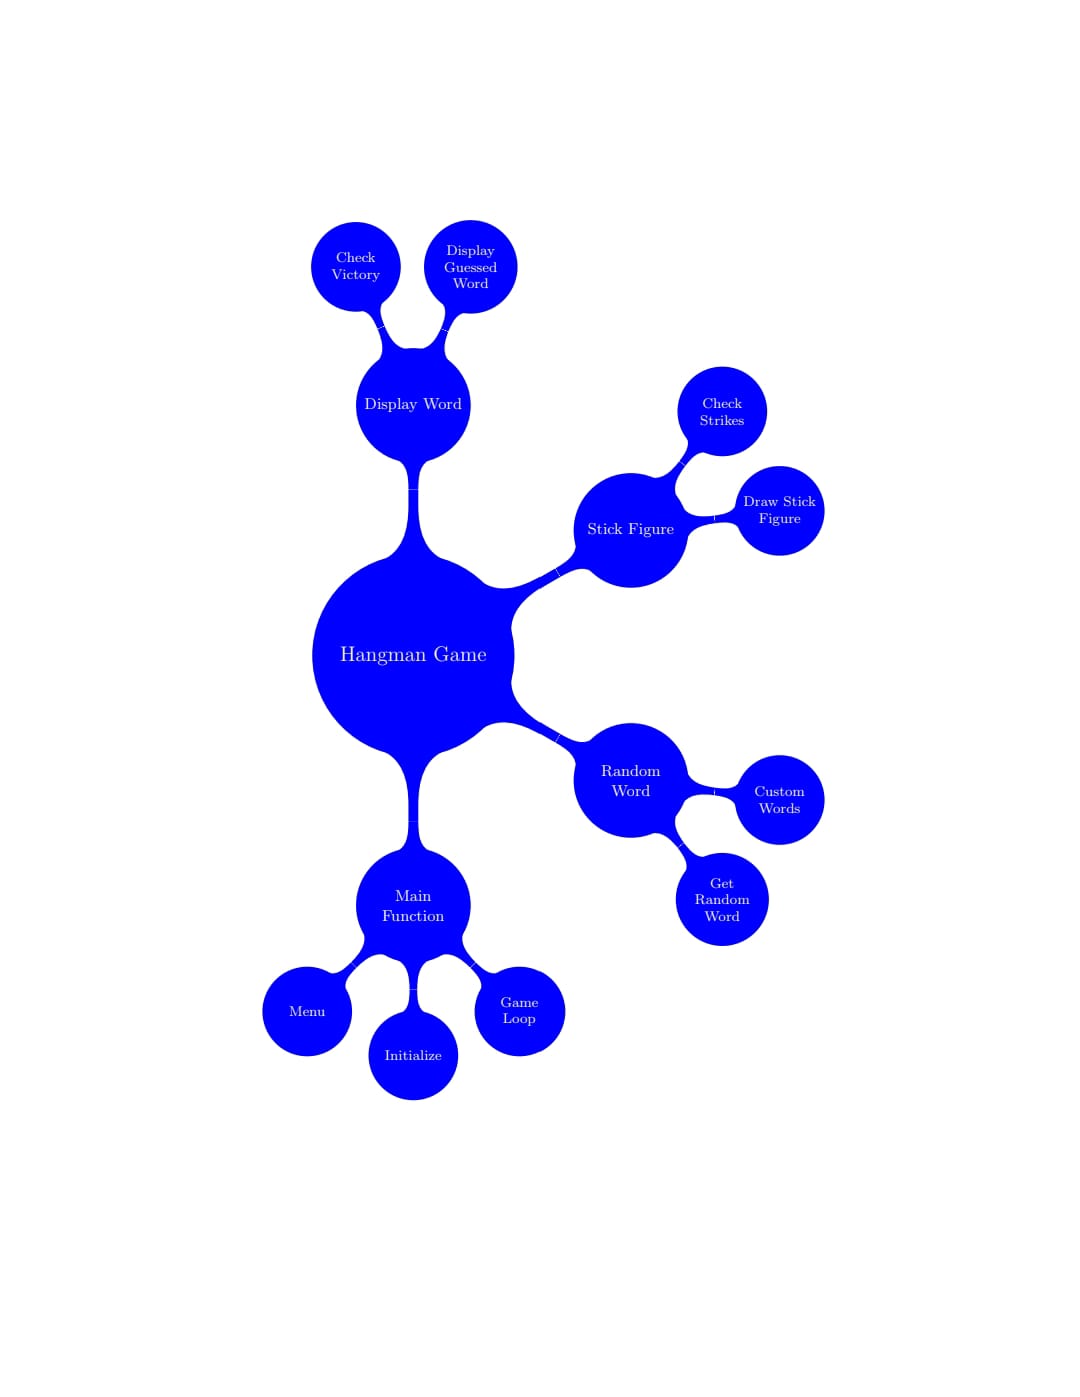 Check
Victory
Display
Guessed
Word
Display Word
Check
Strikes
Draw Stick
Figure
Stick Figure
Hangman Game
Random
Word
Custom
Words
Get
Random
Word
Main
Function
Menu
Game
Loop
Initialize